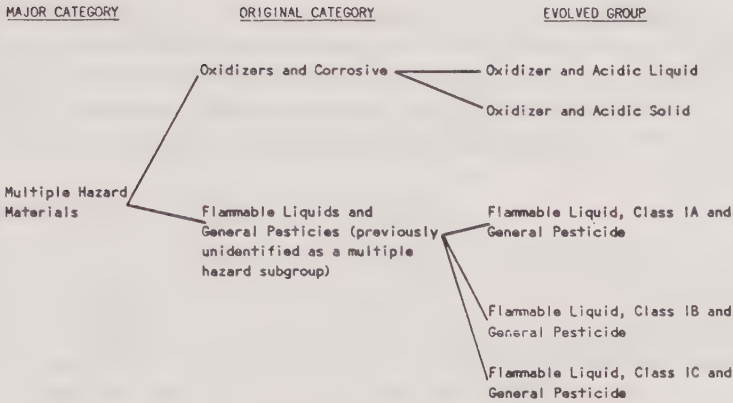 MAJOR CATEGORY
ORIGINAL CATEGORY
EVOLVED GROUP
Oxidizers and Corrosive
Oxidizer and Acidic Liquid
Oxidizer and Acidic Solid
Multiple Hazard
Materials
Flammable Liquids and
General Pesticies (previously
unidentified as a multiple
hazard subgroup)
Flammable Liquid, Class IA and
General Pesticide
Flammable Liquid, Class IB and
General Pesticide
Flammable Liquid, Class IC and
General Pesticide